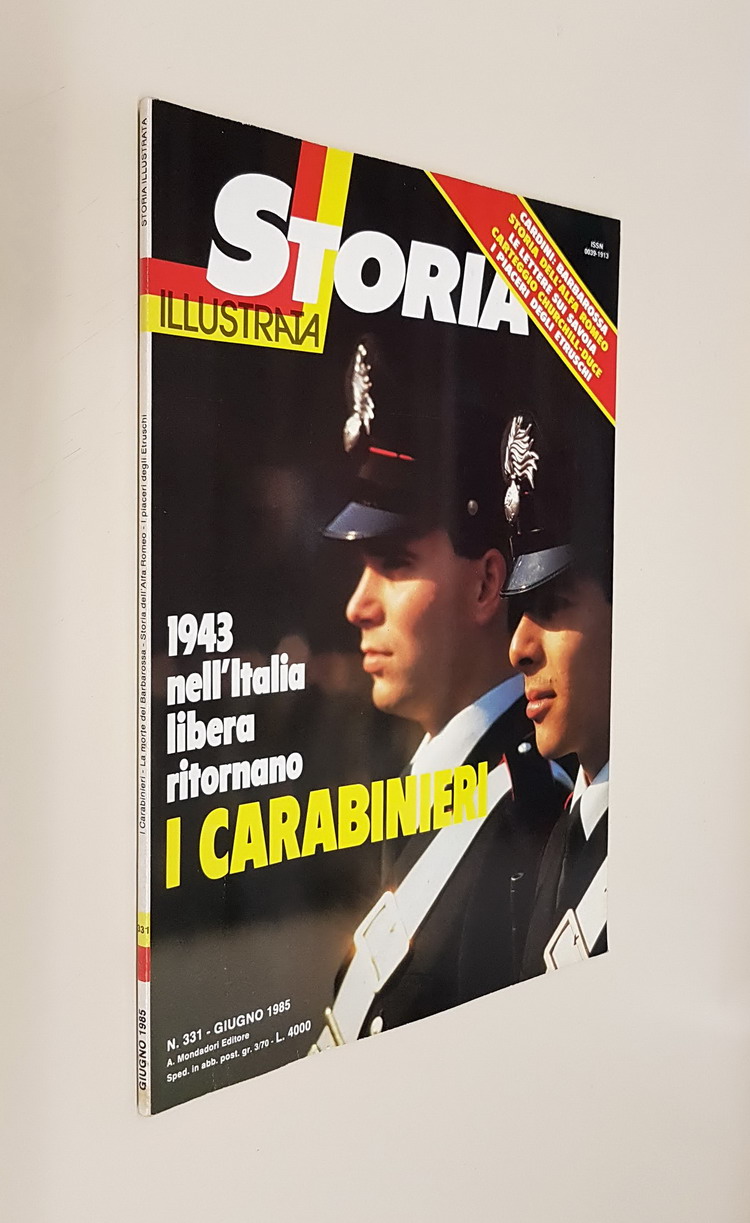 STORIA
ILLUSTRATA
ISSN
0039-1913
CARDINI: BARBAROSSA
STORIA DELL'ALFA ROMEO
LE LETTERE SUI SAVOIA
CARTEGGIO CHURCHILL-DUCE
I PIACERI DEGLI ETRUSCHI
1943
nell'Italia
libera
ritornano
I CARABINIERI
N. 331 - GIUGNO 1985
A. Mondadori Editore
Sped. in abb. post. gr. 3/70 - L. 4000
STORIA ILLUSTRATA
I Carabinieri - La morte del Barbarossa - Storia dell'Alfa Romeo - I piaceri degli Etruschi
331
GIUGNO 1985